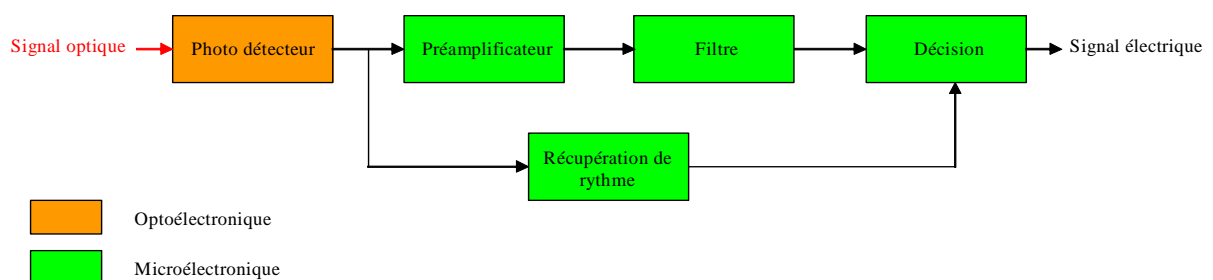 Signal optique
Photo détecteur
Préamplificateur
Filtre
Décision
Signal électrique
Récupération de
rythme
Optoélectronique
Microélectronique